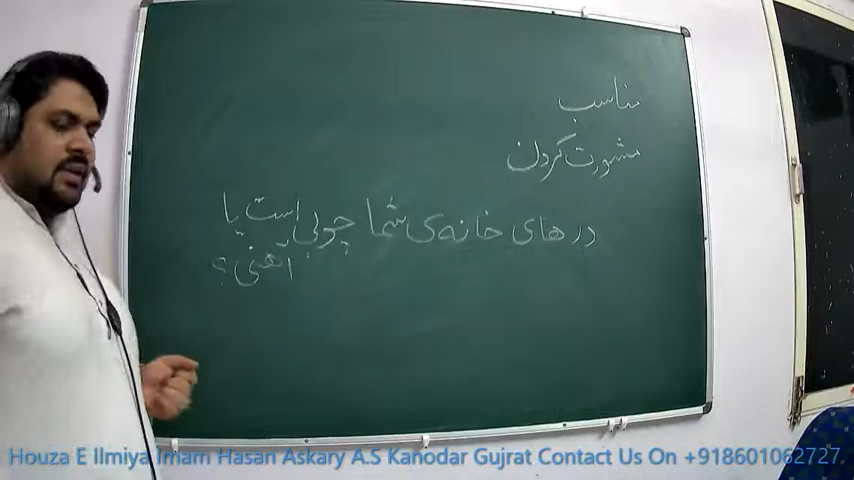 مناسب
مشورت کردن
درهای خانه‌ی شما چوبی است یا
آهنی؟
Houza E Ilmiya Imam Hasan Askary A.S Kanodar Gujrat Contact Us On +918601062727